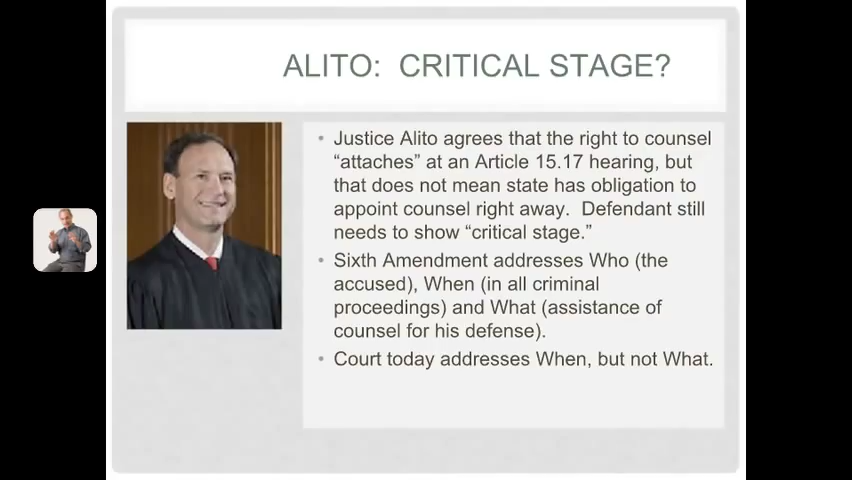 ALITO:  CRITICAL STAGE?
• Justice Alito agrees that the right to counsel
“attaches” at an Article 15.17 hearing, but
that does not mean state has obligation to
appoint counsel right away.  Defendant still
needs to show “critical stage.”
• Sixth Amendment addresses Who (the
accused), When (in all criminal
proceedings) and What (assistance of
counsel for his defense).
• Court today addresses When, but not What.